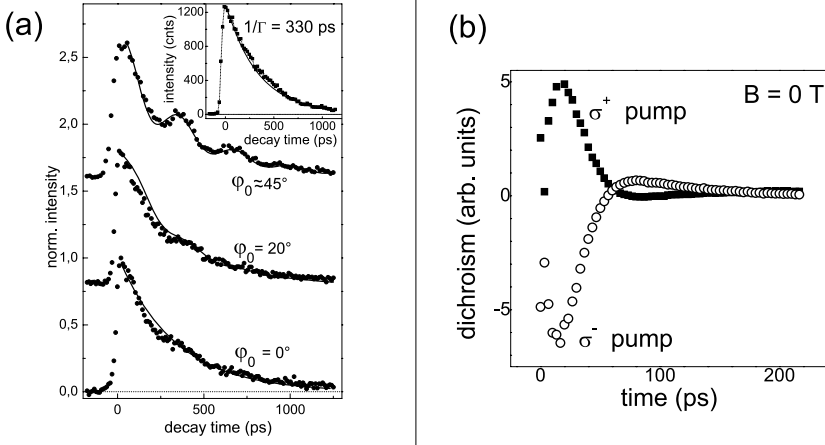 (a)
norm. intensity
2,5
2,0
1,5
1,0
0,5
0,0
0
500
1000
decay time (ps)
φ₀≈45°
φ₀ = 20°
φ₀ = 0°
intensity (cnts)
1200
800
400
0
0
500
1000
decay time (ps)
1/Γ = 330 ps
(b)
dichroism (arb. units)
5
0
-5
0
100
200
time (ps)
B = 0 T
σ⁺ pump
σ⁻ pump